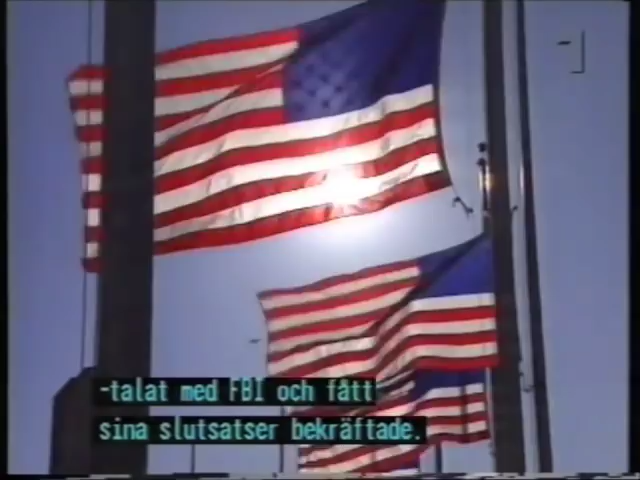 -talat med FBI och fått
sina slutsatser bekräftade.